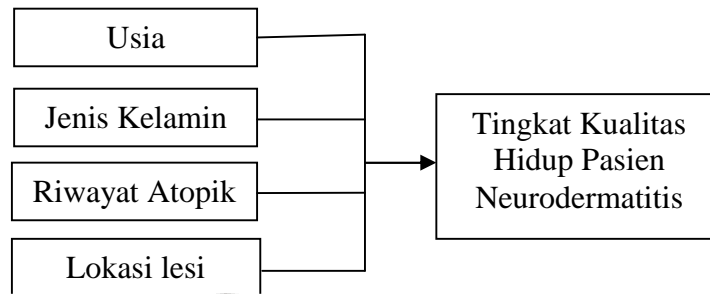 Usia
Jenis Kelamin
Riwayat Atopik
Lokasi lesi
Tingkat Kualitas
Hidup Pasien
Neurodermatitis